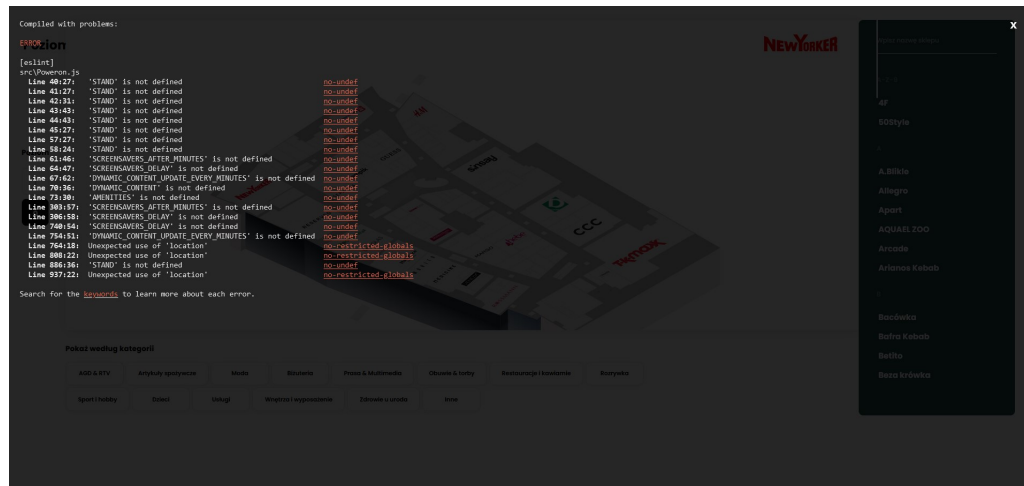 Compiled with problems:
X
ERROR
Poziom
[eslint]
src\Poweron.js
Line 40:27: 'STAND' is not defined no-undef
Line 41:27: 'STAND' is not defined no-undef
Line 42:31: 'STAND' is not defined no-undef
Line 43:43: 'STAND' is not defined no-undef
Line 44:43: 'STAND' is not defined no-undef
Line 45:27: 'STAND' is not defined no-undef
Line 57:27: 'STAND' is not defined no-undef
Line 58:24: 'STAND' is not defined no-undef
Line 61:46: 'SCREENSAVERS_AFTER_MINUTES' is not defined no-undef
Line 64:47: 'SCREENSAVERS_DELAY' is not defined no-undef
Line 67:62: 'DYNAMIC_CONTENT_UPDATE_EVERY_MINUTES' is not defined no-undef
Line 70:36: 'DYNAMIC_CONTENT' is not defined no-undef
Line 73:30: 'AMENITIES' is not defined no-undef
Line 303:57: 'SCREENSAVERS_AFTER_MINUTES' is not defined no-undef
Line 306:58: 'SCREENSAVERS_DELAY' is not defined no-undef
Line 740:54: 'SCREENSAVERS_DELAY' is not defined no-undef
Line 754:51: 'DYNAMIC_CONTENT_UPDATE_EVERY_MINUTES' is not defined no-undef
Line 764:18: Unexpected use of 'location' no-restricted-globals
Line 808:22: Unexpected use of 'location' no-restricted-globals
Line 886:36: 'STAND' is not defined no-undef
Line 937:22: Unexpected use of 'location' no-restricted-globals
Search for the keywords to learn more about each error.
NEWYORKER
H&M
sinsay
CCC
TK maxx
4F
50style
A.Blikle
Allegro
Apart
AQUAEL ZOO
Arcade
Arianos Kebab
Bacówka
Bafra Kebab
Betito
Beza krówka
Pokaż według kategorii
AGD & RTV Artykuły spożywcze Moda Biżuteria Prasa & Multimedia Obuwie & torby Restauracje i kawiarnie Rozrywka
Sport i hobby Dzieci Usługi Wnętrza i wyposażenie Zdrowie u uroda Inne